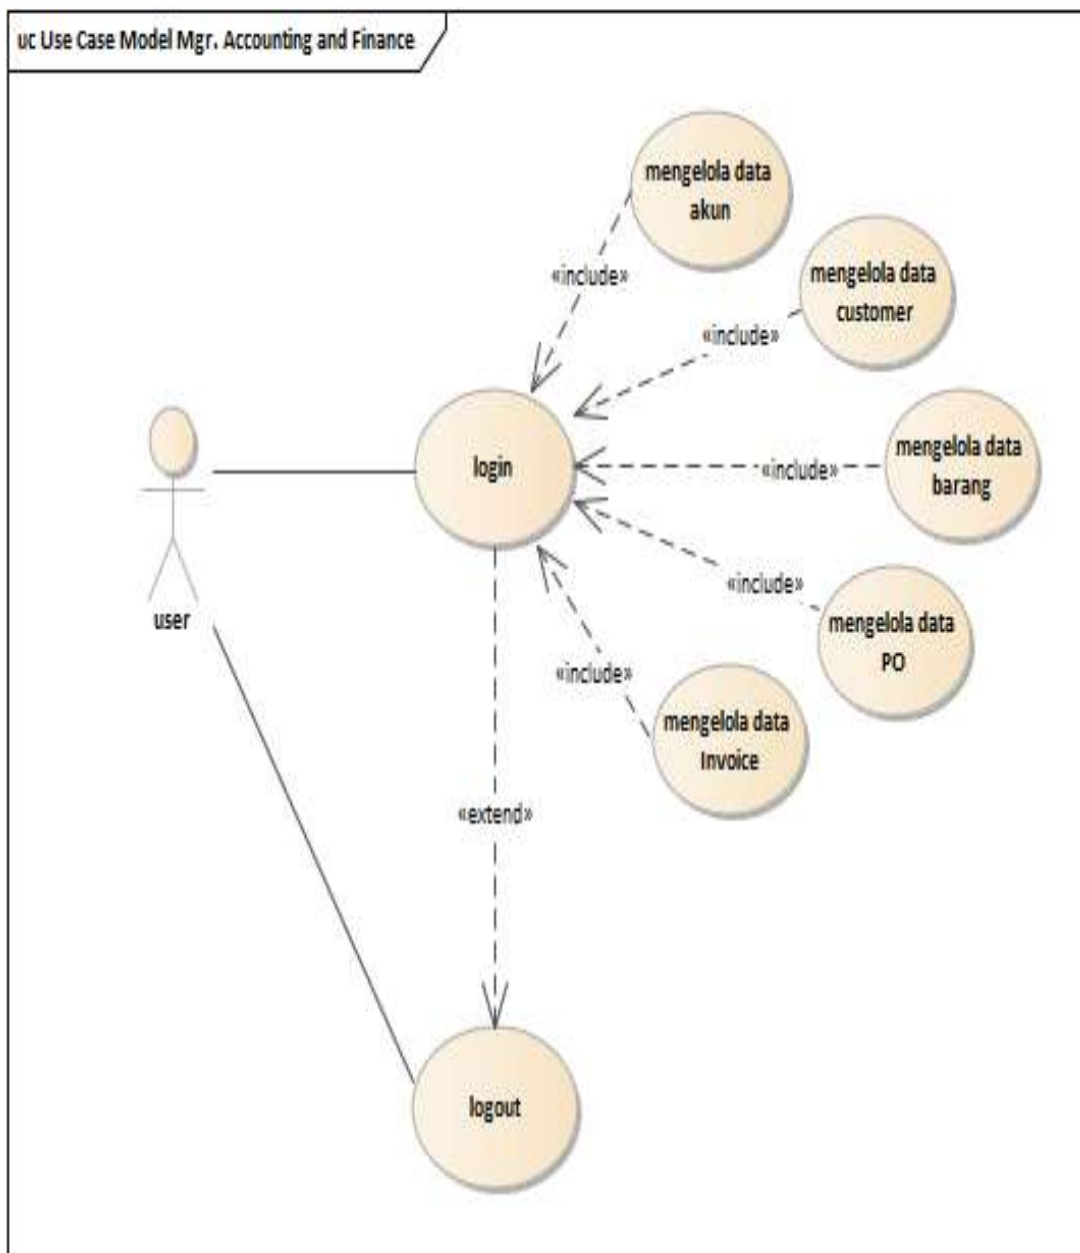 uc Use Case Model Mgr. Accounting and Finance
mengelola data
akun
«include»
mengelola data
customer
«include»
login
mengelola data
barang
«include»
«include»
mengelola data
PO
user
«include»
mengelola data
Invoice
«extend»
logout